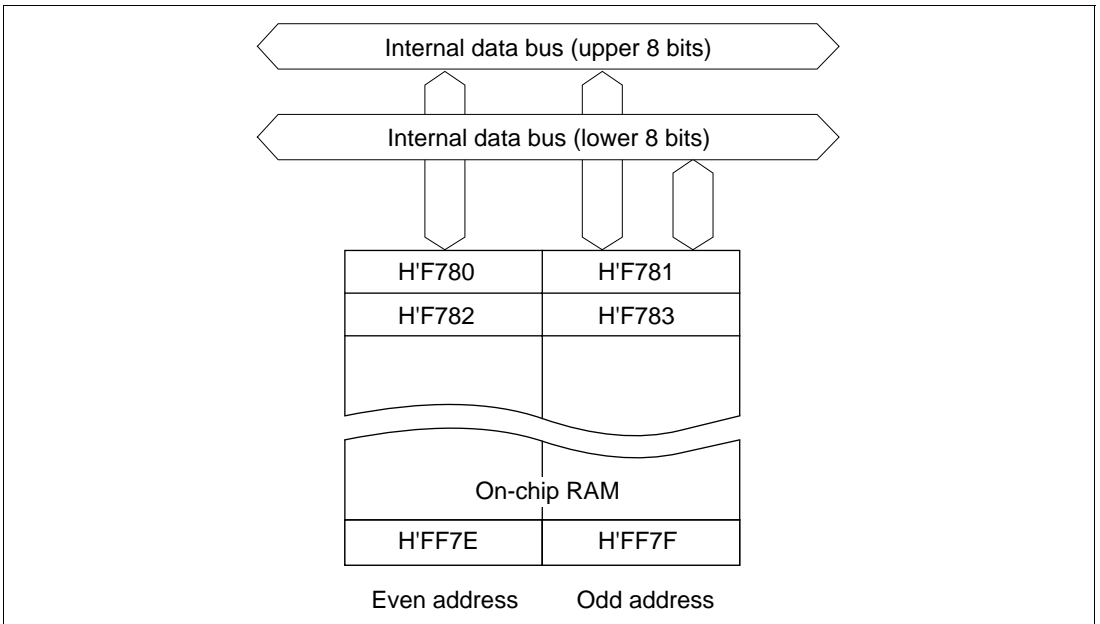 Internal data bus (upper 8 bits)
Internal data bus (lower 8 bits)
H'F780 H'F781
H'F782 H'F783
On-chip RAM
H'FF7E H'FF7F
Even address Odd address